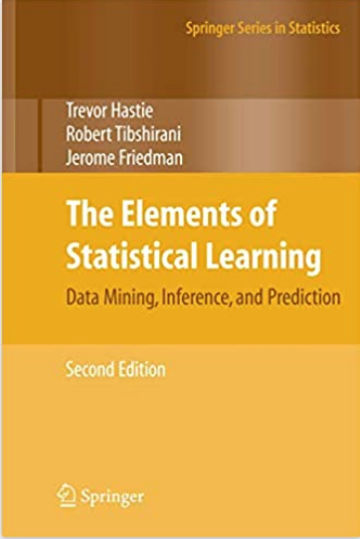 Springer Series in Statistics
Trevor Hastie
Robert Tibshirani
Jerome Friedman
The Elements of
Statistical Learning
Data Mining, Inference, and Prediction
Second Edition
Springer